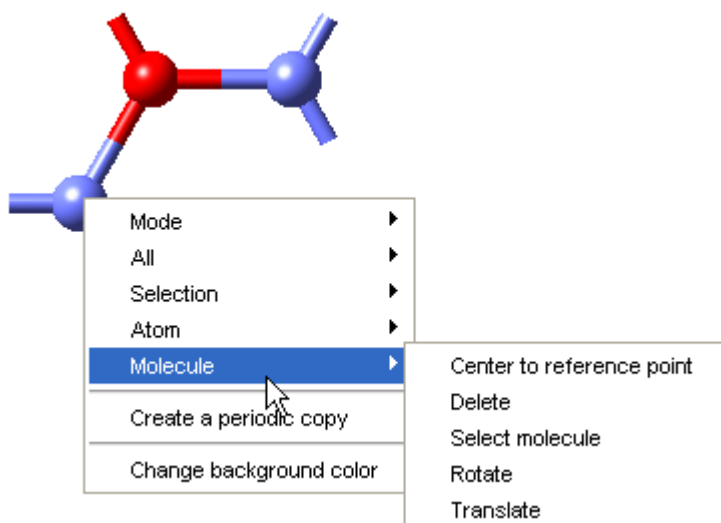 Mode
All
Selection
Atom
Molecule
Create a periodic copy
Change background color
Center to reference point
Delete
Select molecule
Rotate
Translate